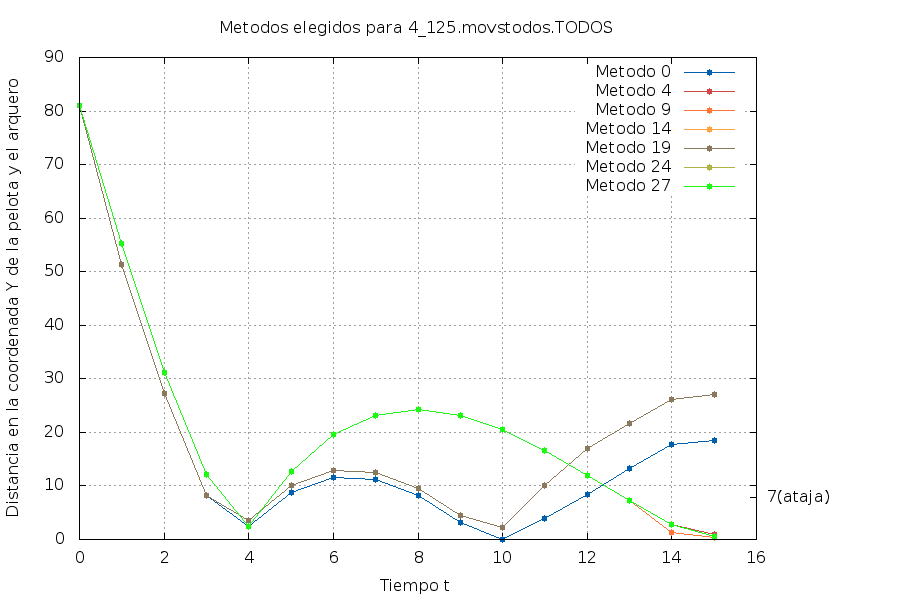 Metodos elegidos para 4_125.movstodos.TODOS
Distancia en la coordenada Y de la pelota y el arquero
90
80
70
60
50
40
30
20
10
0
Metodo 0
Metodo 4
Metodo 9
Metodo 14
Metodo 19
Metodo 24
Metodo 27
7(ataja)
0 2 4 6 8 10 12 14 16
Tiempo t